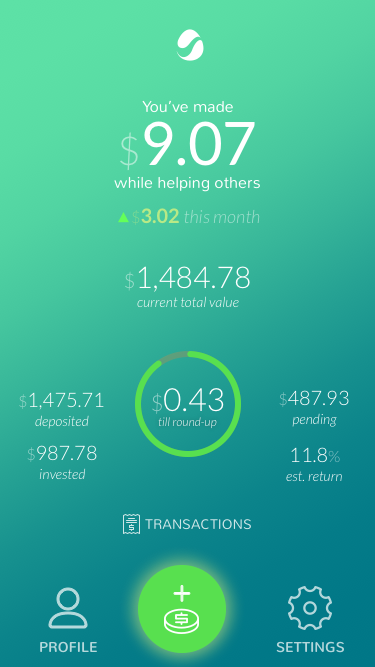 You've made
$9.07
while helping others
▲$3.02 this month
$1,484.78
current total value
$1,475.71
deposited
$987.78
invested
$0.43
till round-up
$487.93
pending
11.8%
est. return
TRANSACTIONS
PROFILE
SETTINGS